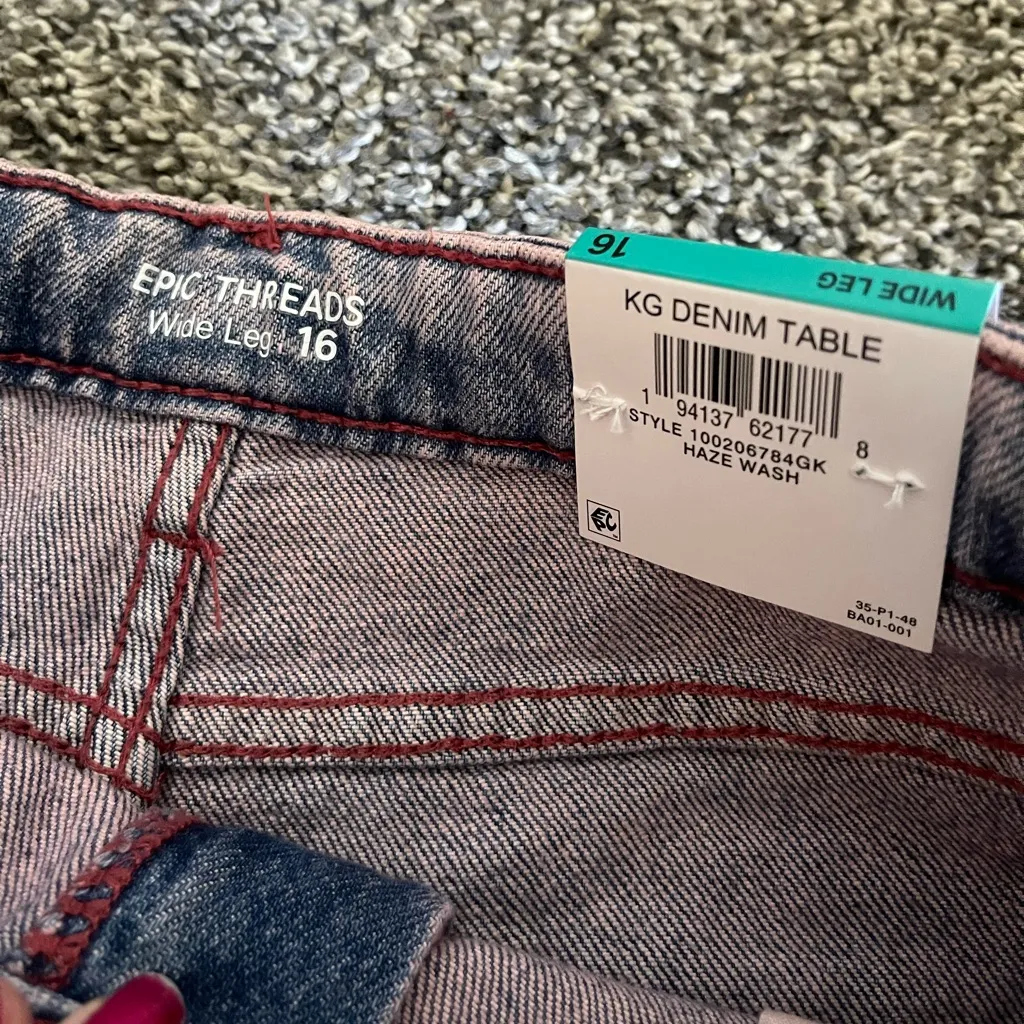 EPIC THREADS
Wide Leg: 16
16 WIDE LEG
KG DENIM TABLE
1 94137 62177 8
STYLE 100206784GK
HAZE WASH
EPC
35-P1-48
BA01-001